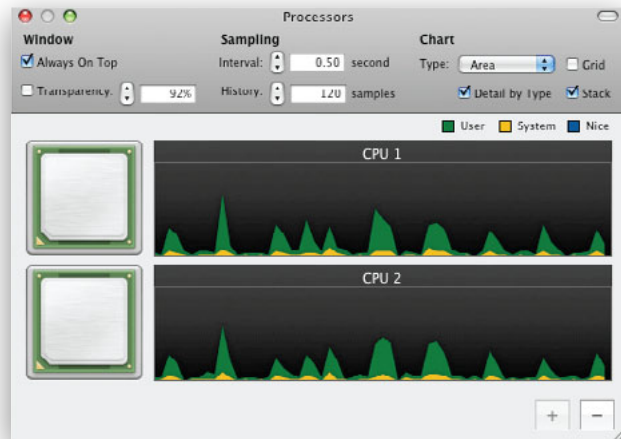 Processors
Window
Sampling
Chart
Always On Top
Interval: 0.50 second
Type: Area
Grid
Transparency: 92%
History: 120 samples
Detail by Type
Stack
User
System
Nice
CPU 1
CPU 2
+
−